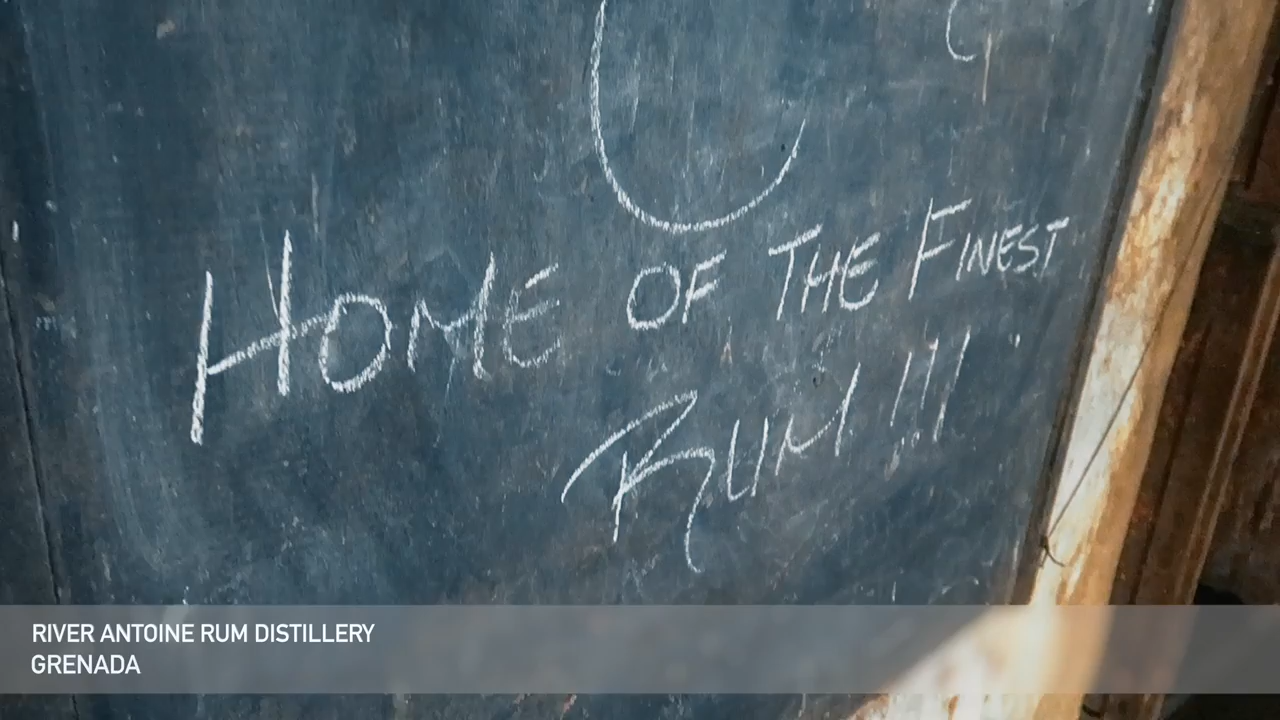 HOME OF THE FINEST
RUM!!!
RIVER ANTOINE RUM DISTILLERY
GRENADA